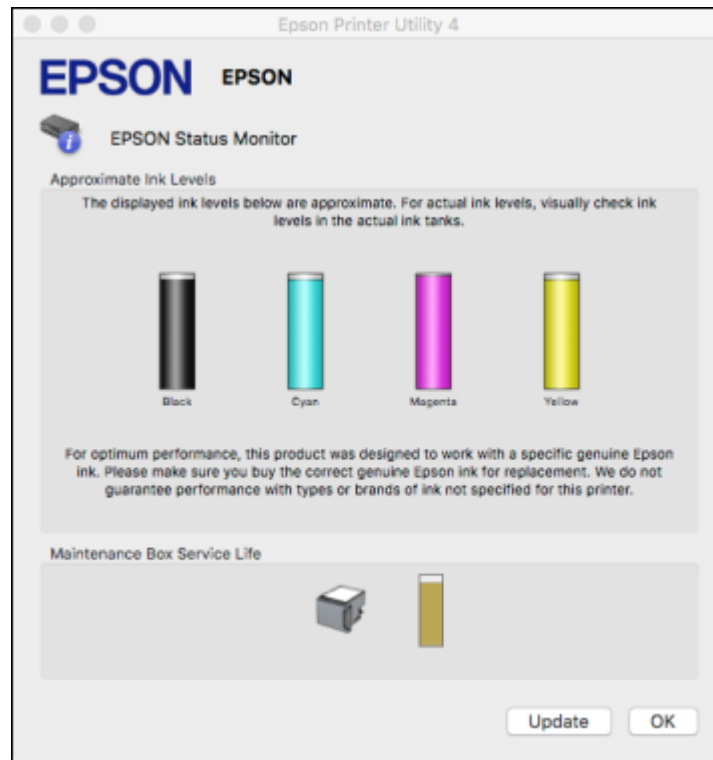 Epson Printer Utility 4
EPSON EPSON
EPSON Status Monitor
Approximate Ink Levels
The displayed ink levels below are approximate. For actual ink levels, visually check ink
levels in the actual ink tanks.
Black Cyan Magenta Yellow
For optimum performance, this product was designed to work with a specific genuine Epson
ink. Please make sure you buy the correct genuine Epson ink for replacement. We do not
guarantee performance with types or brands of ink not specified for this printer.
Maintenance Box Service Life
Update OK